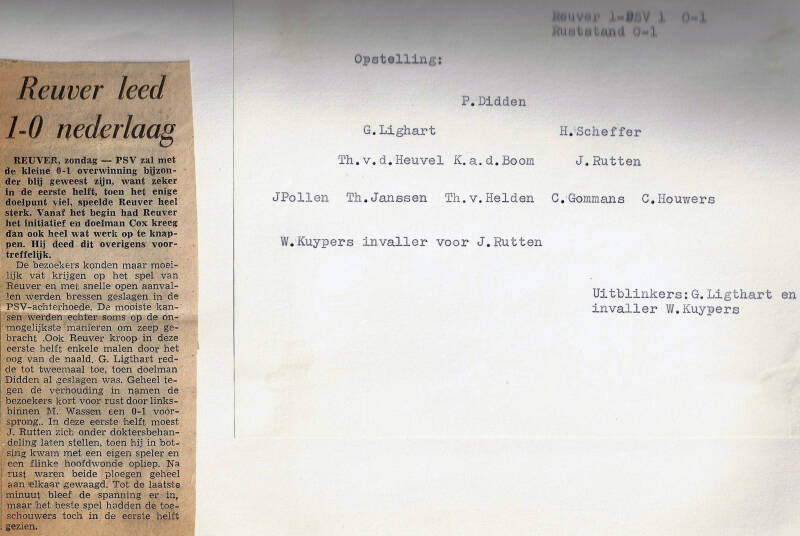 Reuver leed
1-0 nederlaag
REUVER, zondag — PSV zal met
de kleine 0-1 overwinning bijzon-
der blij geweest zijn, want zeker
in de eerste helft, toen het enige
doelpunt viel, speelde Reuver heel
sterk. Vanaf het begin had Reuver
het initiatief en doelman Cox kreeg
dan ook heel wat werk op te knap-
pen. Hij deed dit overigens voor-
treffelijk.
De bezoekers konden maar moei-
lijk vat krijgen op het spel van
Reuver en met snelle open aanval-
len werden bressen geslagen in de
PSV-achterhoede. De mooiste kan-
sen werden echter soms op de on-
mogelijkste manieren om zeep ge-
bracht .Ook Reuver kroop in deze
eerste helft enkele malen door het
oog van de naald. G. Ligthart red-
de tot tweemaal toe, toen doelman
Didden al geslagen was. Geheel te-
gen de verhouding in namen de
bezoekers kort voor rust door links-
binnen M. Wassen een 0-1 voor-
sprong.. In deze eerste helft moest
J. Rutten zich onder doktersbehan-
deling laten stellen, toen hij in bot-
sing kwam met een eigen speler en
een flinke hoofdwonde opliep. Na
rust waren beide ploegen geheel
aan elkaar gewaagd. Tot de laatste
minuut bleef de spanning er in,
maar het beste spel hadden de toe-
schouwers toch in de eerste helft
gezien.
Reuver 1-PSV 1 0-1
Ruststand 0-1
Opstelling:
P.Didden
G.Lighart H.Scheffer
Th.v.d.Heuvel K.a.d.Boom J.Rutten
JPollen Th.Janssen Th.v.Helden C.Gommans C.Houwers
W.Kuypers invaller voor J.Rutten
Uitblinkers:G.Ligthart en
invaller W.Kuypers